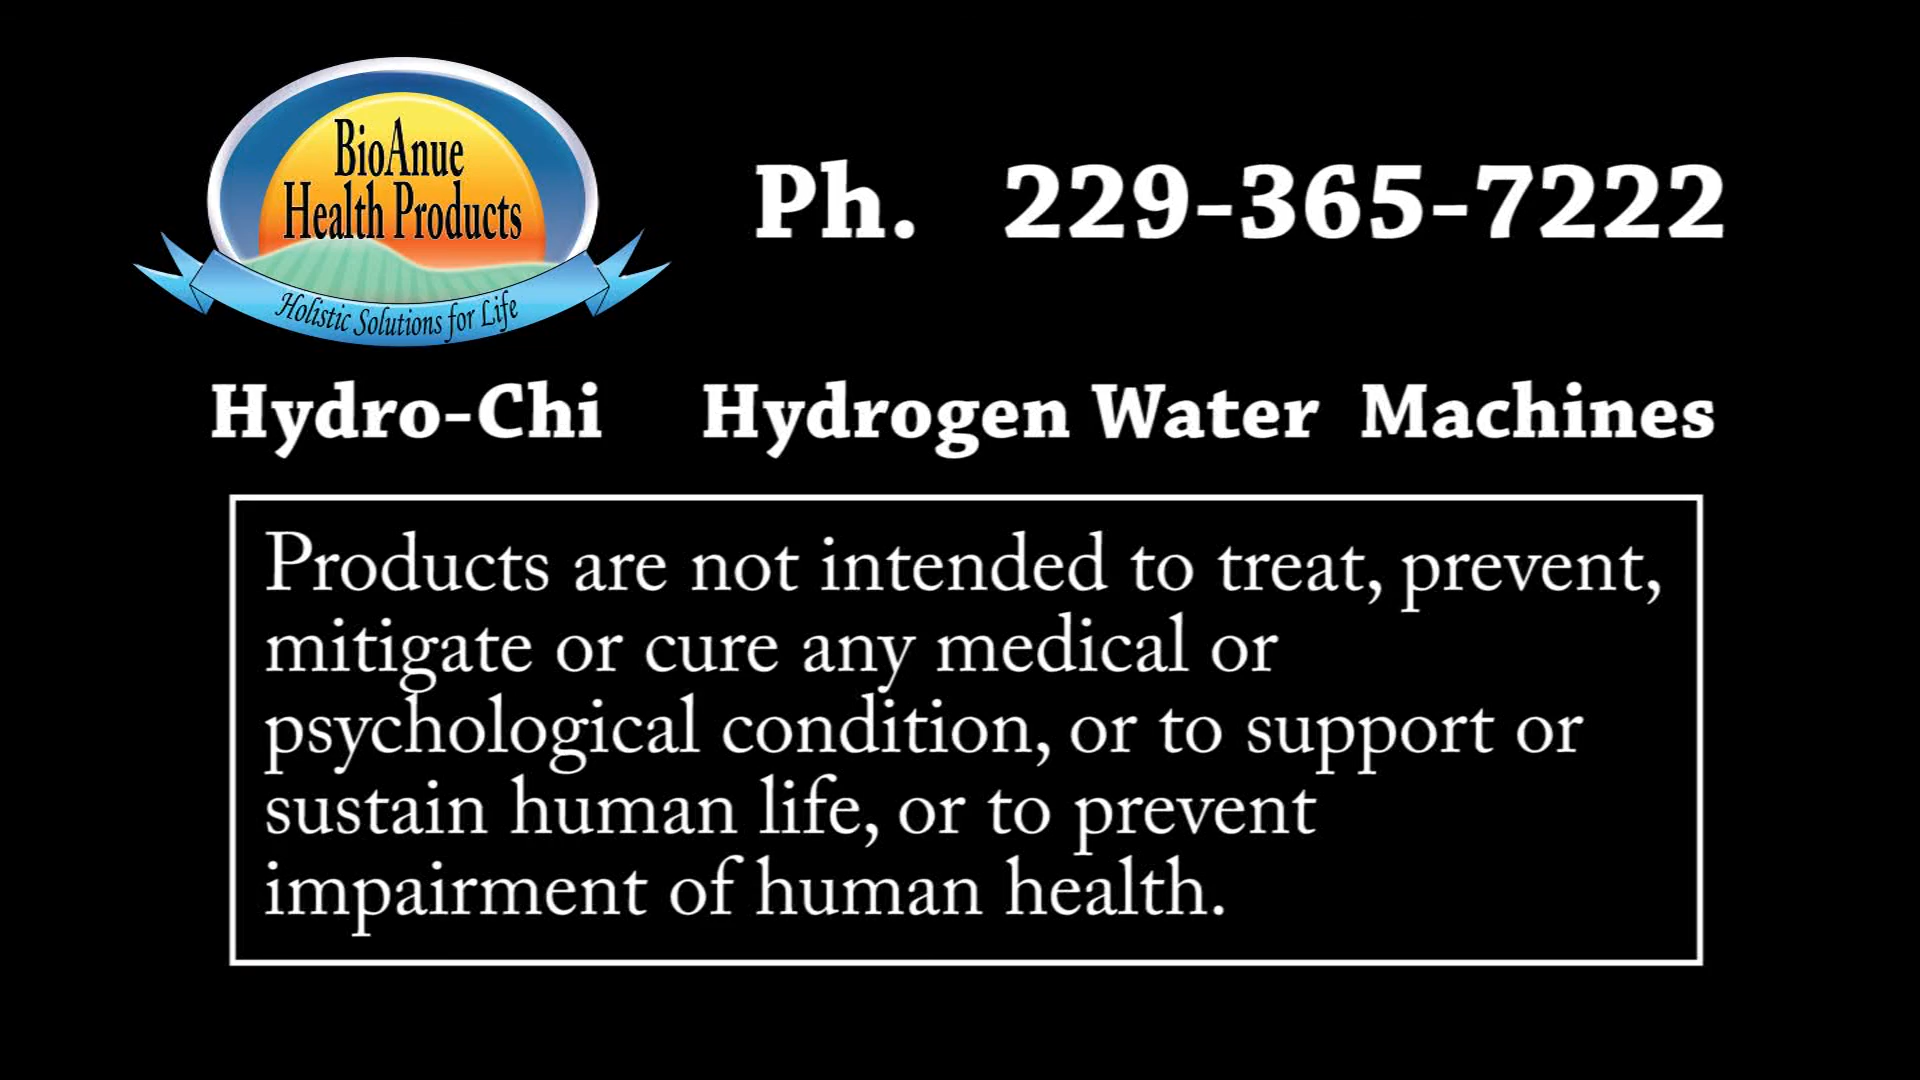 BioAnue
Health Products
Holistic Solutions for Life
Ph. 229-365-7222
Hydro-Chi Hydrogen Water Machines
Products are not intended to treat, prevent,
mitigate or cure any medical or
psychological condition, or to support or
sustain human life, or to prevent
impairment of human health.